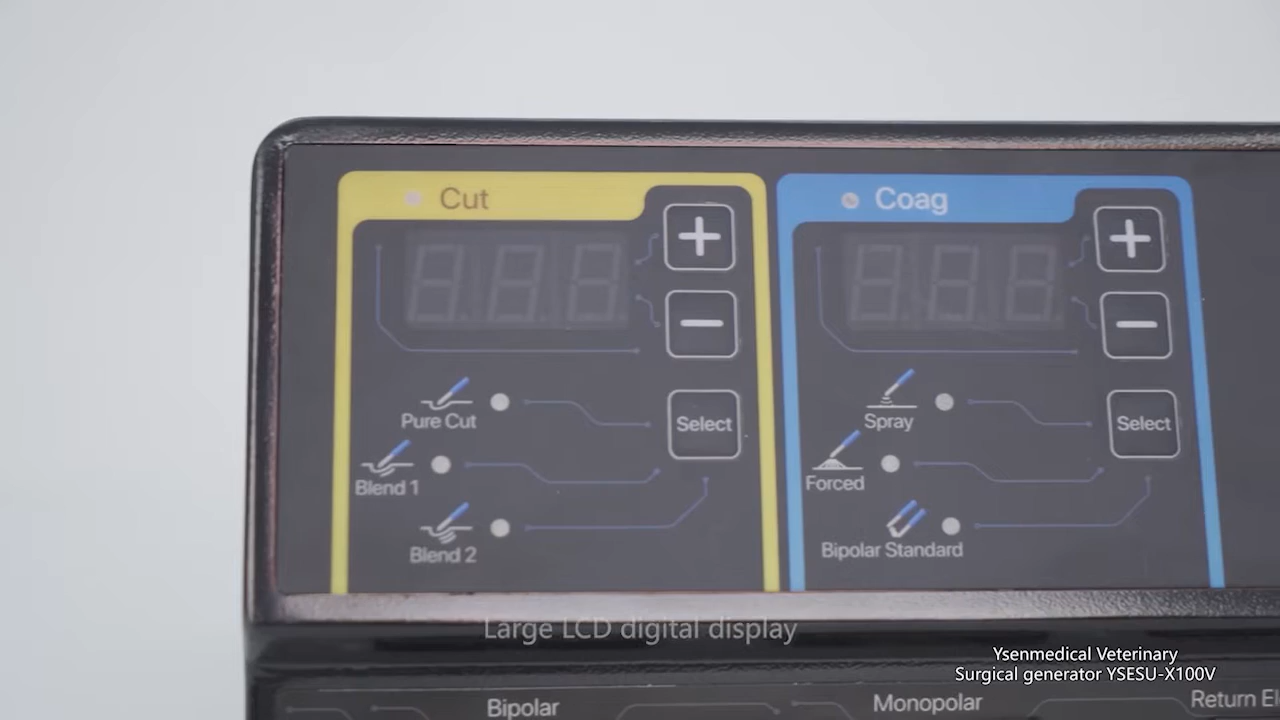 Cut
Coag
Pure Cut
Select
Blend 1
Blend 2
Spray
Select
Forced
Bipolar Standard
Large LCD digital display
Ysenmedical Veterinary
Surgical generator YSESU-X100V
Bipolar
Monopolar
Return